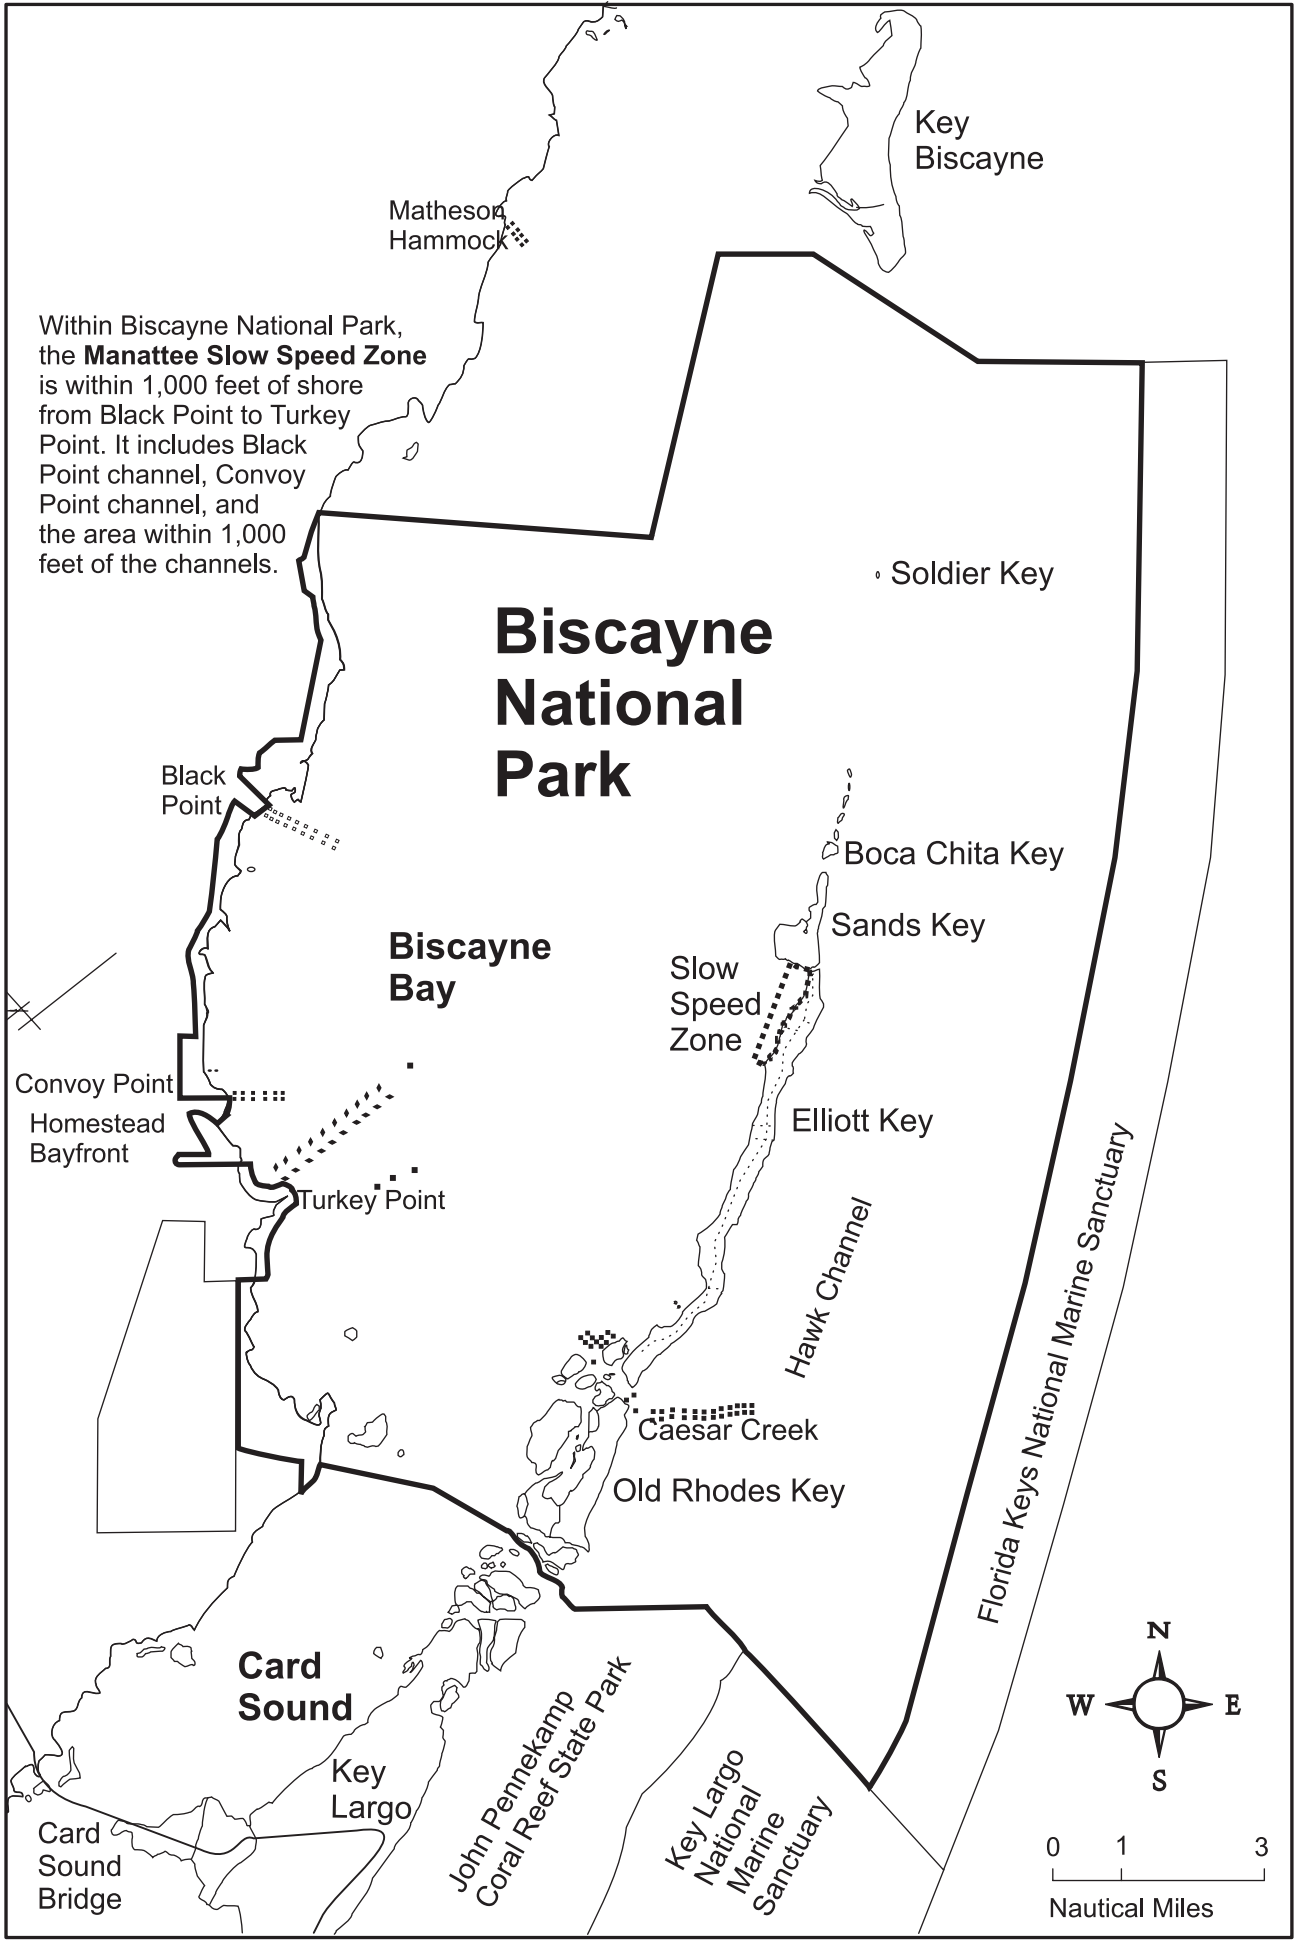 Key
Biscayne
Matheson
Hammock
Within Biscayne National Park,
the Manattee Slow Speed Zone
is within 1,000 feet of shore
from Black Point to Turkey
Point. It includes Black
Point channel, Convoy
Point channel, and
the area within 1,000
feet of the channels.
Soldier Key
Biscayne
National
Park
Black
Point
Boca Chita Key
Sands Key
Biscayne
Bay
Slow
Speed
Zone
Convoy Point
Homestead
Bayfront
Elliott Key
Turkey Point
Hawk Channel
Florida Keys National Marine Sanctuary
Caesar Creek
Old Rhodes Key
Card
Sound
Key
Largo
John Pennekamp
Coral Reef State Park
Key Largo
National
Marine
Sanctuary
Card
Sound
Bridge
N
W
E
S
0 1 3
Nautical Miles